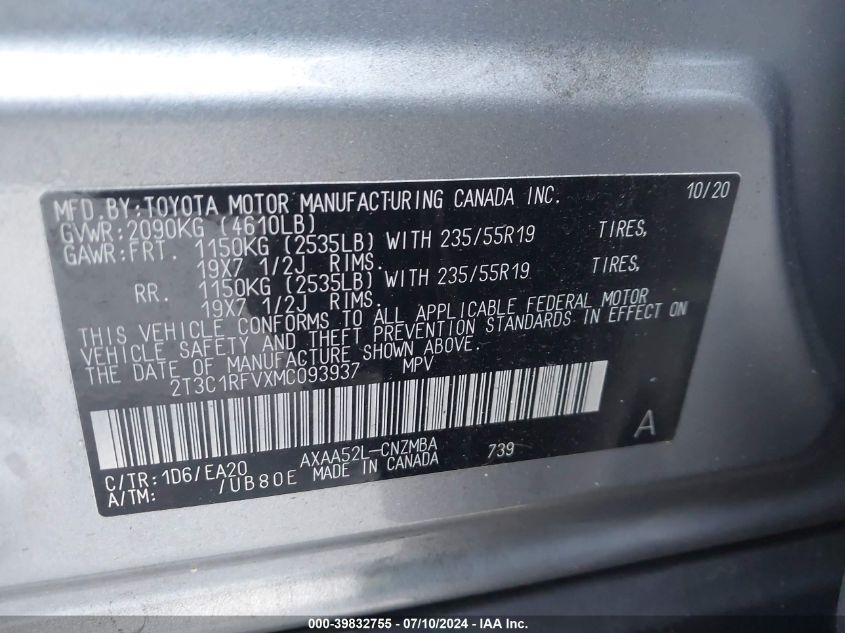 MFD.BY:TOYOTA MOTOR MANUFACTURING CANADA INC. 10/20
GVWR:2090KG (4610LB)
GAWR:FRT. 1150KG (2535LB) WITH 235/55R19 TIRES,
19X7 1/2J RIMS.
RR. 1150KG (2535LB) WITH 235/55R19 TIRES,
19X7 1/2J RIMS.
THIS VEHICLE CONFORMS TO ALL APPLICABLE FEDERAL MOTOR
VEHICLE SAFETY AND THEFT PREVENTION STANDARDS IN EFFECT ON
THE DATE OF MANUFACTURE SHOWN ABOVE.
2T3C1RFVXMC093937 MPV
A
C/TR:1D6/EA20 AXAA52L-CNZMBA 739
A/TM: /UB80E MADE IN CANADA
000-39832755 - 07/10/2024 - IAA Inc.